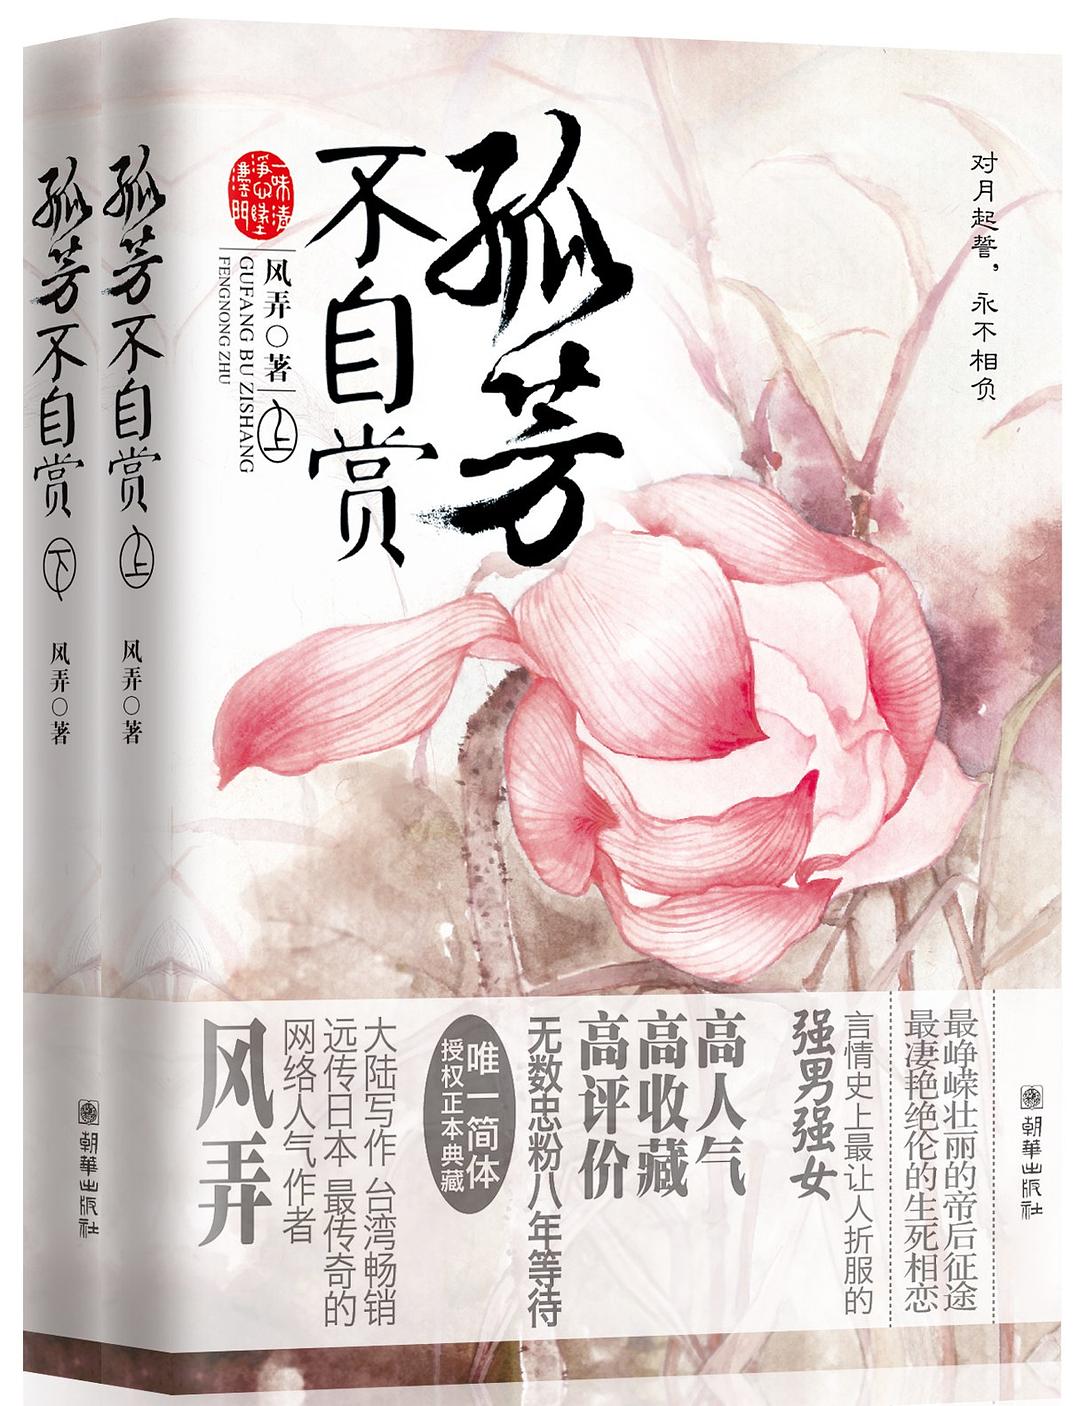 孤芳
不自赏
风弄○著
上
GUFANG BU ZISHANG
FENGNONG ZHU
对月起誓，永不相负
最峥嵘壮丽的帝后征途
最凄艳绝伦的生死相恋
言情史上最让人折服的
强男强女
高人气
高收藏
高评价
无数忠粉八年等待
唯一简体
授权正本典藏
大陆写作 台湾畅销
远传日本 最传奇的
网络人气作者
风弄
朝華出版社
孤芳不自赏 上 风弄○著
孤芳不自赏 下 风弄○著
朝華出版社